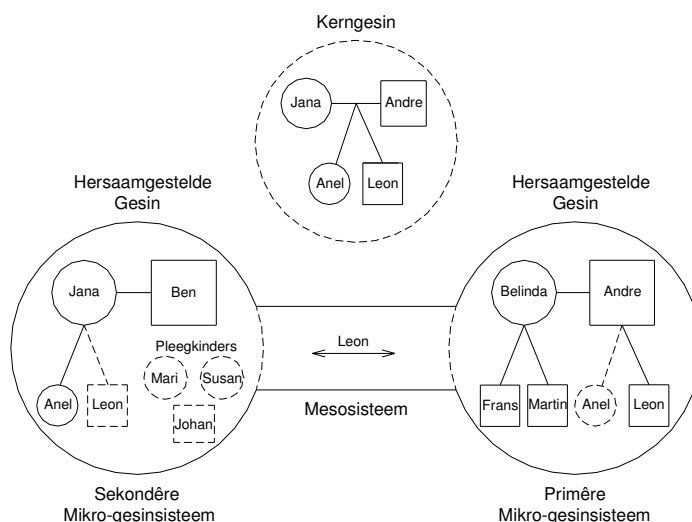 Kerngesin
Jana
Andre
Anel
Leon
Hersaamgestelde
Gesin
Jana
Ben
Pleegkinders
Mari
Susan
Anel
Leon
Johan
Sekondêre
Mikro-gesinsisteem
Leon
Mesosisteem
Hersaamgestelde
Gesin
Belinda
Andre
Frans
Martin
Anel
Leon
Primêre
Mikro-gesinsisteem